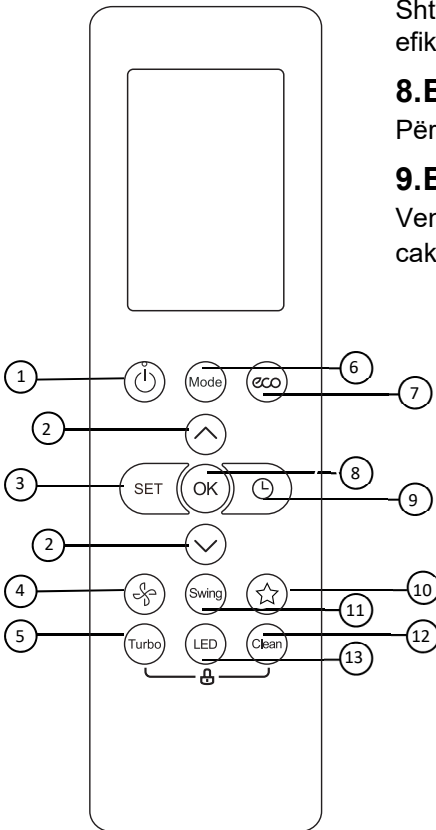 Sht
efik
8.E
Për
9.E
Ver
cak
1
6
Mode
eco
7
2
3
SET
OK
8
9
2
4
Swing
10
11
5
Turbo
LED
Clean
12
13